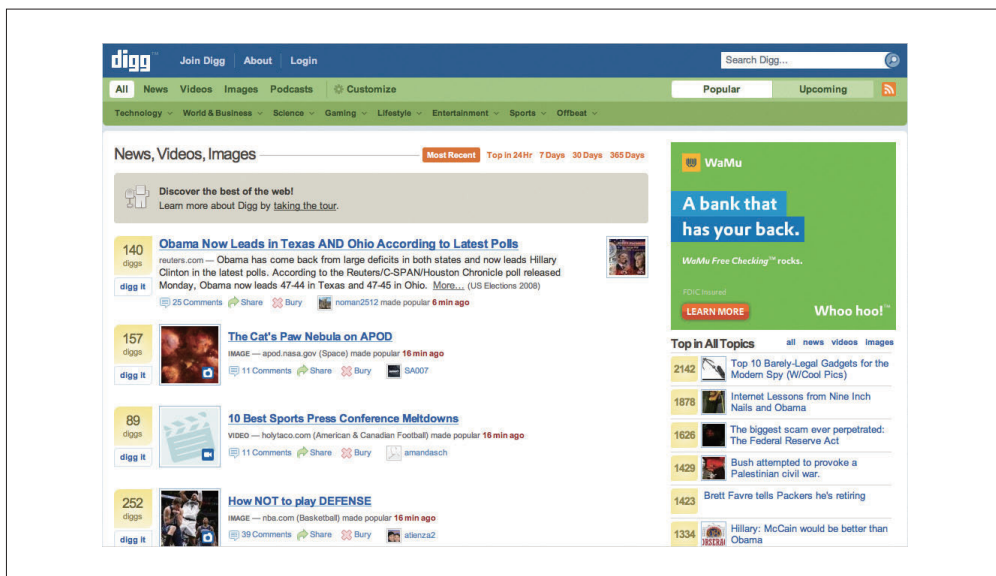 digg™
Join Digg About Login
Search Digg...
All News Videos Images Podcasts Customize
Popular Upcoming
Technology World & Business Science Gaming Lifestyle Entertainment Sports Offbeat
News, Videos, Images
Most Recent Top in 24Hr 7 Days 30 Days 365 Days
Discover the best of the web!
Learn more about Digg by taking the tour.
140
diggs
digg it
Obama Now Leads in Texas AND Ohio According to Latest Polls
reuters.com — Obama has come back from large deficits in both states and now leads Hillary
Clinton in the latest polls. According to the Reuters/C-SPAN/Houston Chronicle poll released
Monday, Obama now leads 47-44 in Texas and 47-45 in Ohio. More... (US Elections 2008)
25 Comments Share Bury noman2512 made popular 6 min ago
157
diggs
digg it
The Cat's Paw Nebula on APOD
IMAGE — apod.nasa.gov (Space) made popular 16 min ago
11 Comments Share Bury SA007
89
diggs
digg it
10 Best Sports Press Conference Meltdowns
VIDEO — holytaco.com (American & Canadian Football) made popular 16 min ago
11 Comments Share Bury amandasch
252
diggs
digg it
How NOT to play DEFENSE
IMAGE — nba.com (Basketball) made popular 16 min ago
39 Comments Share Bury atienza2
WaMu
A bank that
has your back.
WaMu Free Checking™ rocks.
FDIC Insured
LEARN MORE
Whoo hoo!™
Top in All Topics all news videos images
2142 Top 10 Barely-Legal Gadgets for the
Modern Spy (W/Cool Pics)
1878 Internet Lessons from Nine Inch
Nails and Obama
1626 The biggest scam ever perpetrated:
The Federal Reserve Act
1429 Bush attempted to provoke a
Palestinian civil war.
1423 Brett Favre tells Packers he's retiring
1334 Hillary: McCain would be better than
Obama